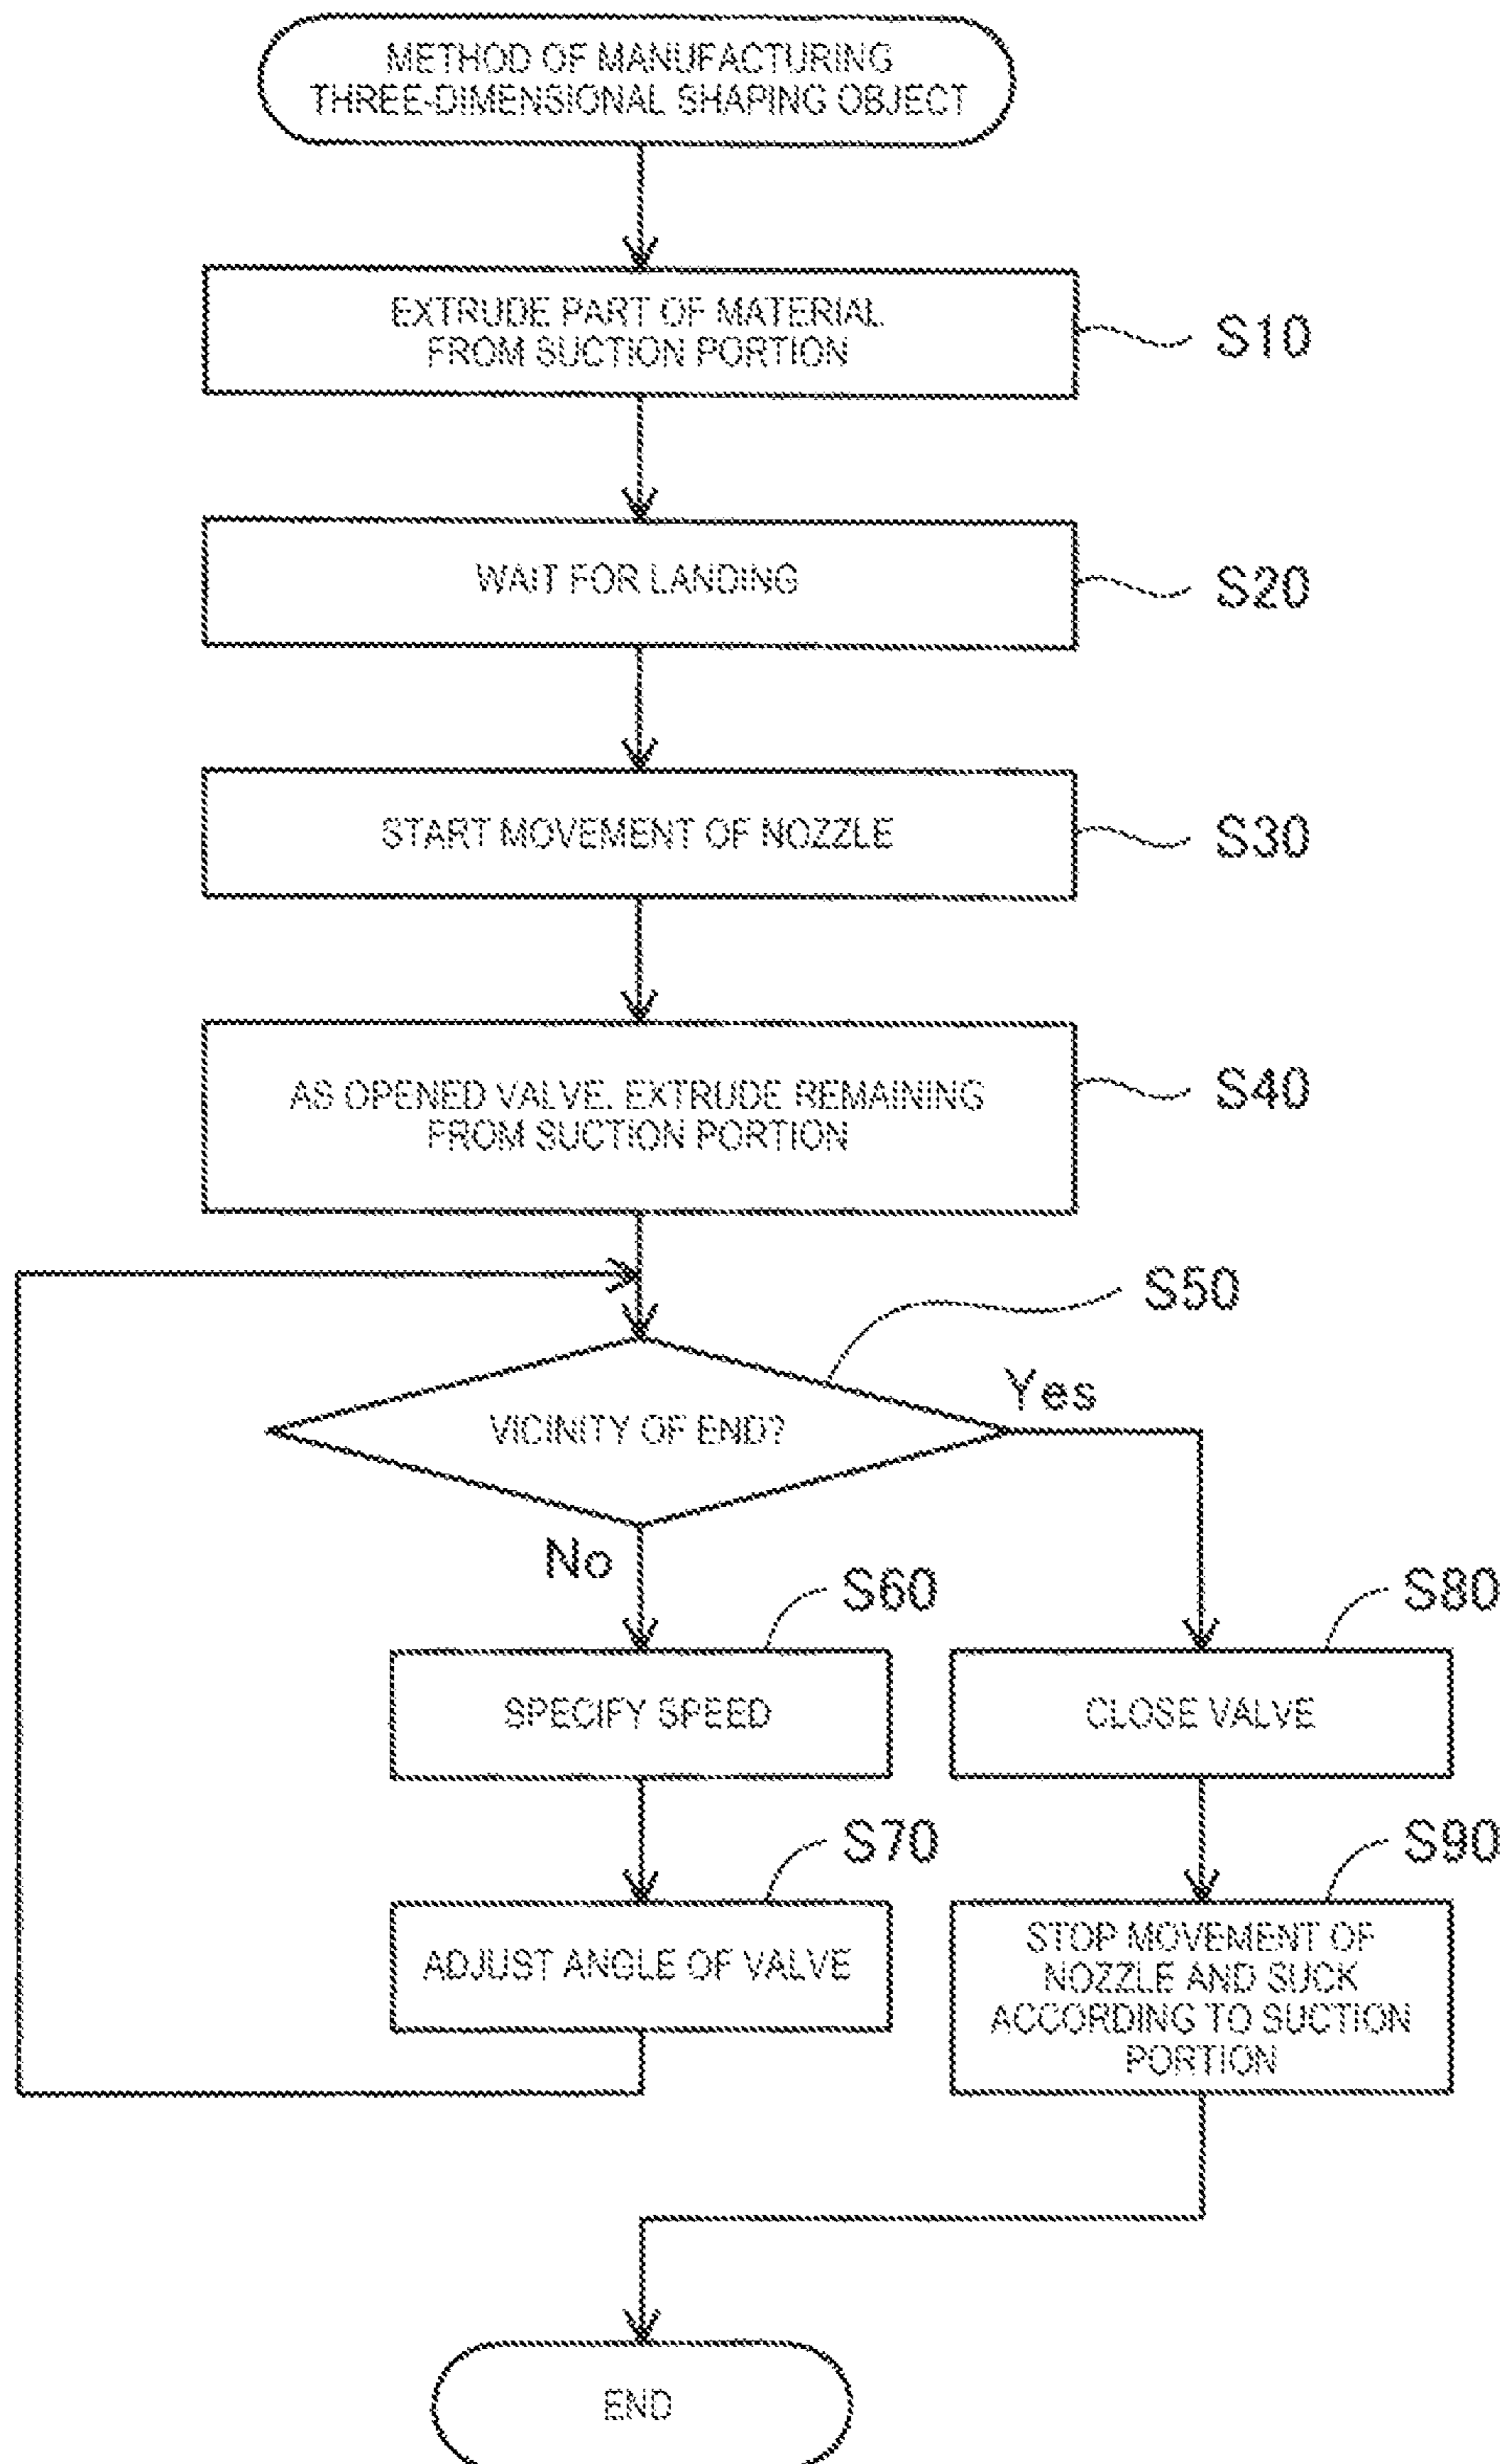 METHOD OF MANUFACTURING
THREE-DIMENSIONAL SHAPING OBJECT
EXTRUDE PART OF MATERIAL
FROM SUCTION PORTION
S10
WAIT FOR LANDING
S20
START MOVEMENT OF NOZZLE
S30
AS OPENED VALVE, EXTRUDE REMAINING
FROM SUCTION PORTION
S40
S50
VICINITY OF END?
Yes
No
S60
SPECIFY SPEED
S80
CLOSE VALVE
S70
ADJUST ANGLE OF VALVE
S90
STOP MOVEMENT OF
NOZZLE AND SUCK
ACCORDING TO SUCTION
PORTION
END